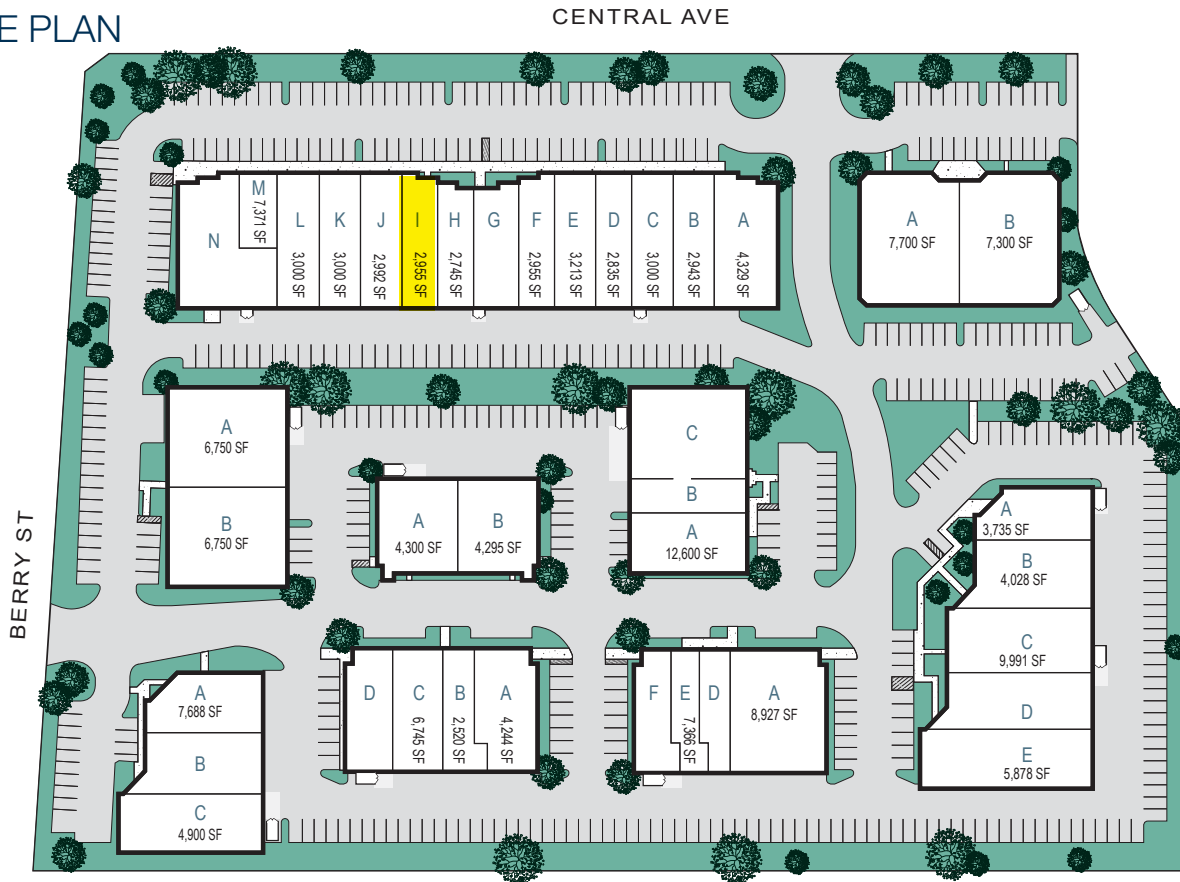 CENTRAL AVE
E PLAN
N
M
7,371 SF
L
3,000 SF
K
3,000 SF
J
2,992 SF
I
2,955 SF
H
2,745 SF
G
F
2,955 SF
E
3,213 SF
D
2,835 SF
C
3,000 SF
B
2,943 SF
A
4,329 SF
A
7,700 SF
B
7,300 SF
A
6,750 SF
B
6,750 SF
A
4,300 SF
B
4,295 SF
C
B
A
12,600 SF
A
3,735 SF
B
4,028 SF
C
9,991 SF
D
E
5,878 SF
BERRY ST
A
7,688 SF
B
C
4,900 SF
D
C
6,745 SF
B
2,520 SF
A
4,244 SF
F
E
7,366 SF
D
A
8,927 SF